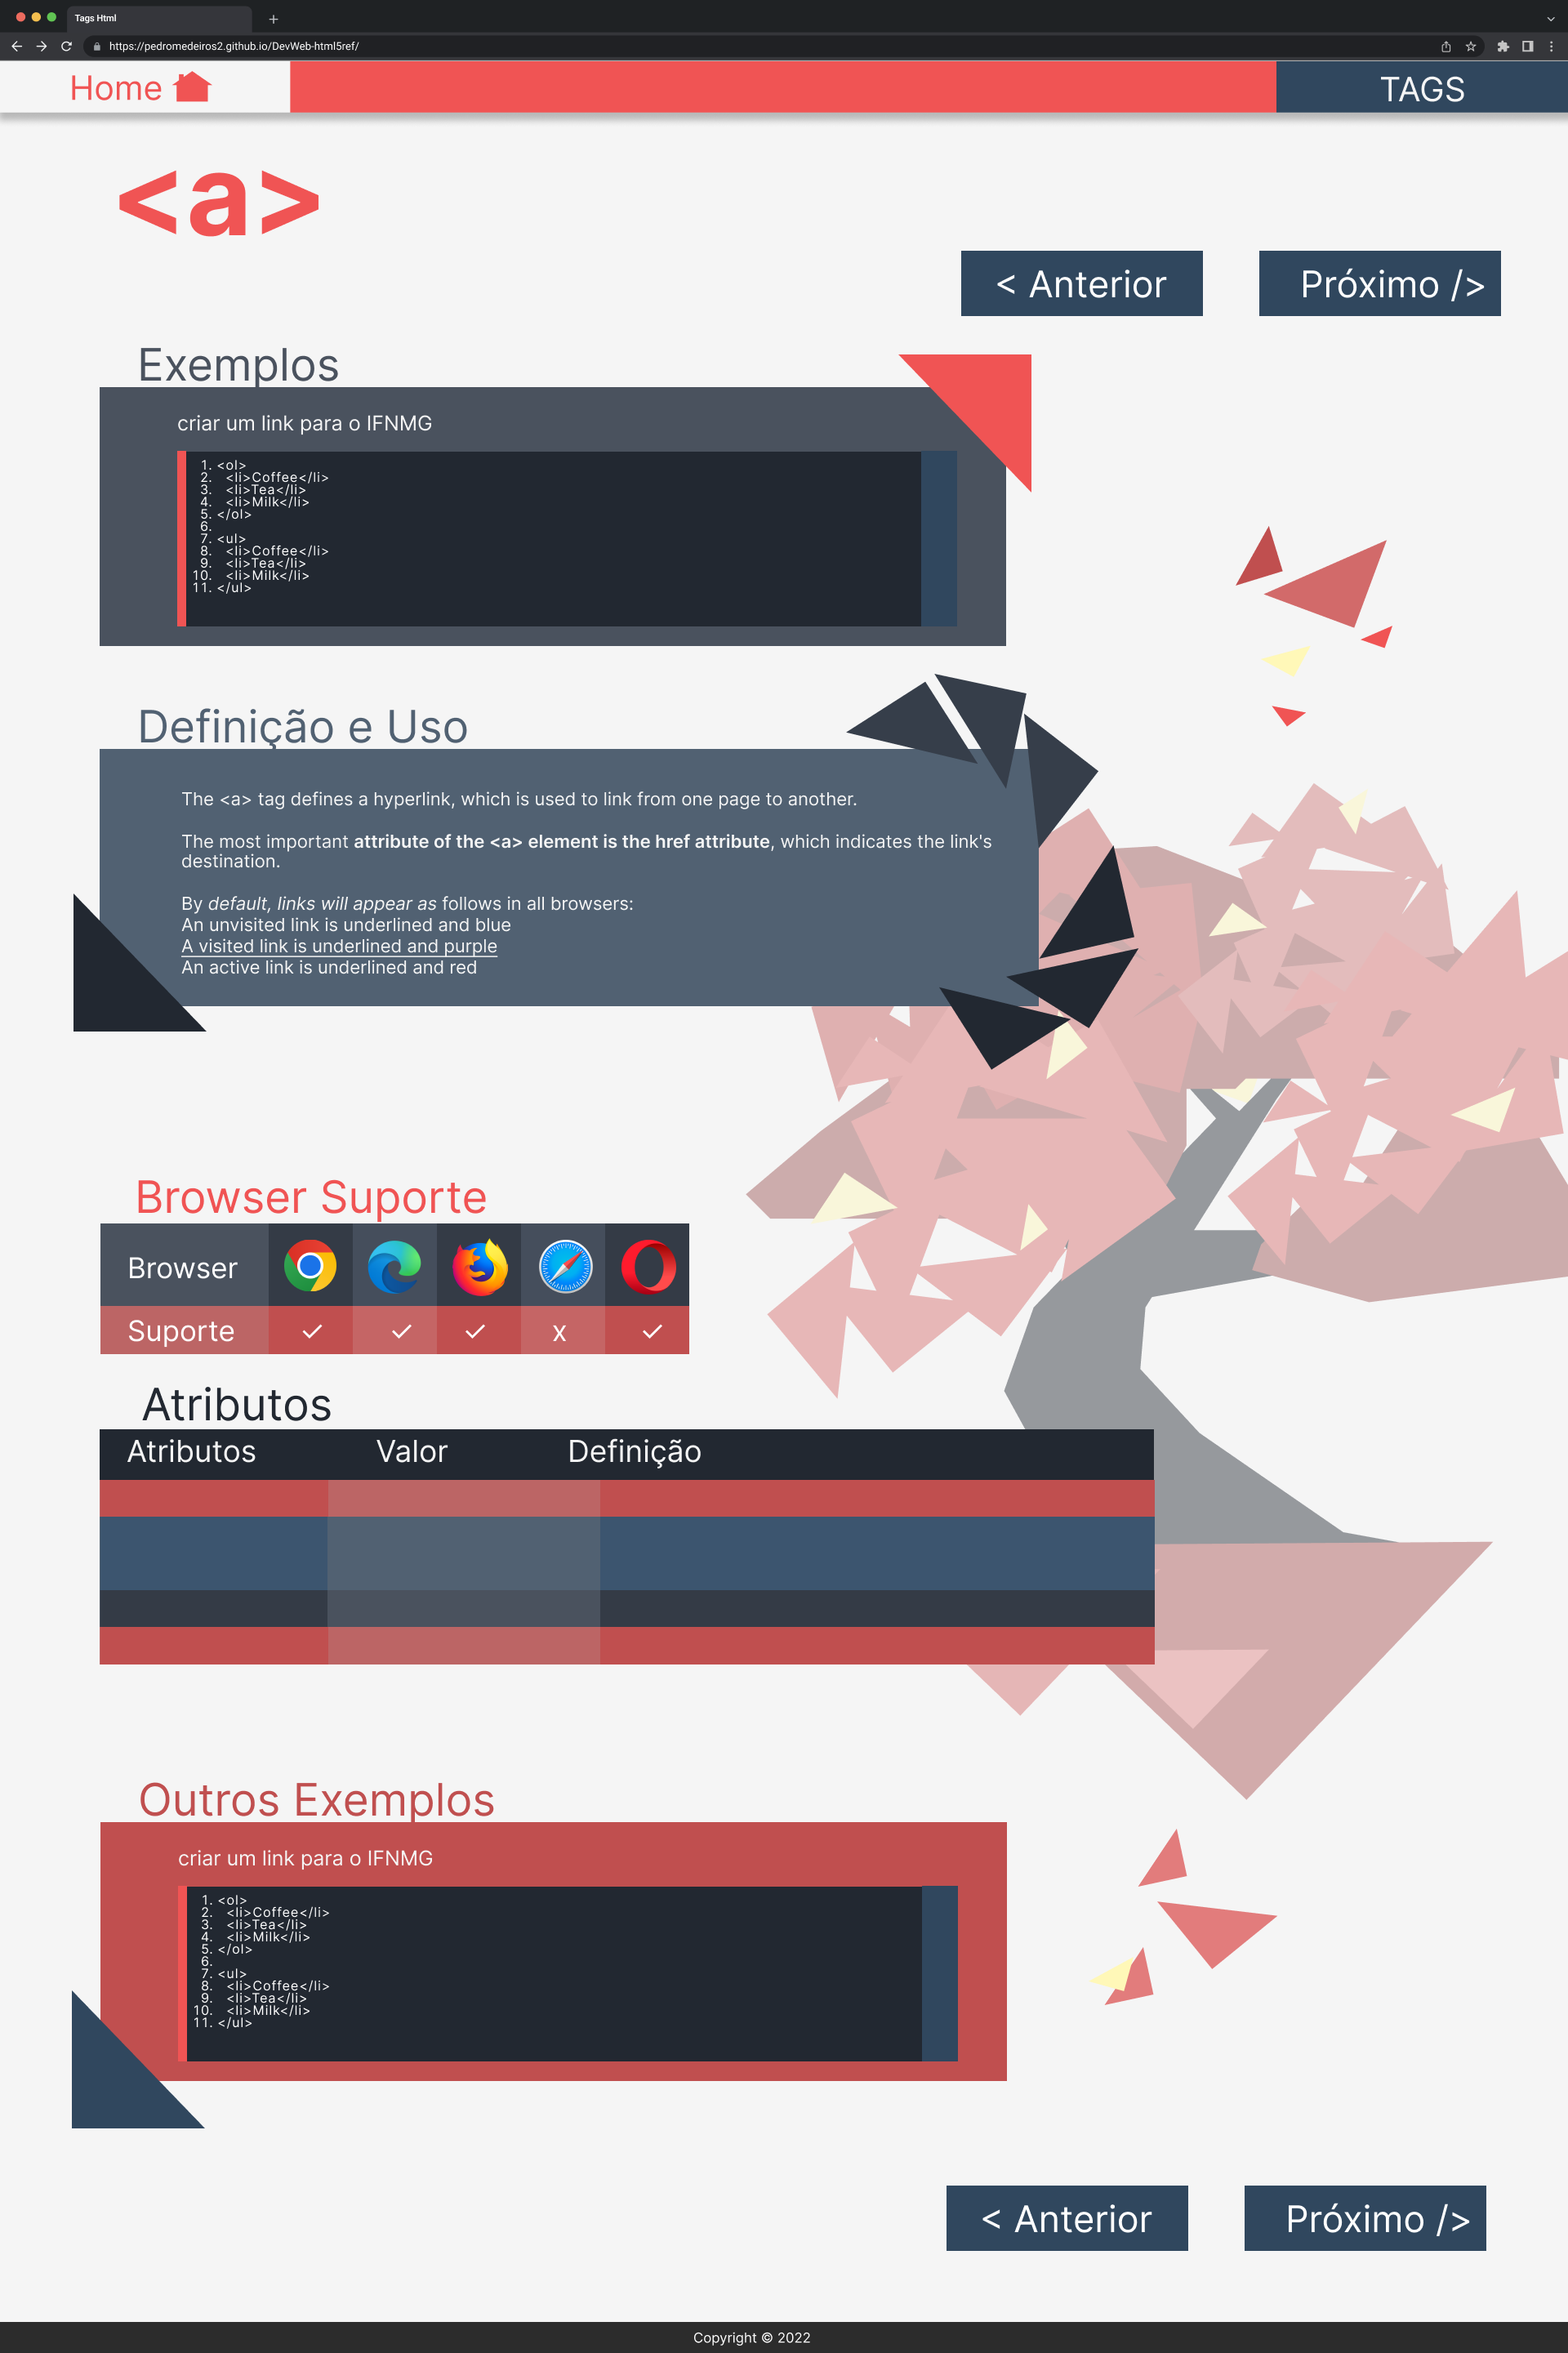 Tags Html
https://pedromedeiros2.github.io/DevWeb-html5ref/
Home
TAGS
<a>
< Anterior
Próximo />
Exemplos
criar um link para o IFNMG
1. <ol>
2. <li>Coffee</li>
3. <li>Tea</li>
4. <li>Milk</li>
5. </ol>
6.
7. <ul>
8. <li>Coffee</li>
9. <li>Tea</li>
10. <li>Milk</li>
11. </ul>
Definição e Uso
The <a> tag defines a hyperlink, which is used to link from one page to another.
The most important attribute of the <a> element is the href attribute, which indicates the link's
destination.
By default, links will appear as follows in all browsers:
An unvisited link is underlined and blue
A visited link is underlined and purple
An active link is underlined and red
Browser Suporte
Browser
Suporte ✓ ✓ ✓ x ✓
Atributos
Atributos Valor Definição
Outros Exemplos
criar um link para o IFNMG
1. <ol>
2. <li>Coffee</li>
3. <li>Tea</li>
4. <li>Milk</li>
5. </ol>
6.
7. <ul>
8. <li>Coffee</li>
9. <li>Tea</li>
10. <li>Milk</li>
11. </ul>
< Anterior
Próximo />
Copyright © 2022